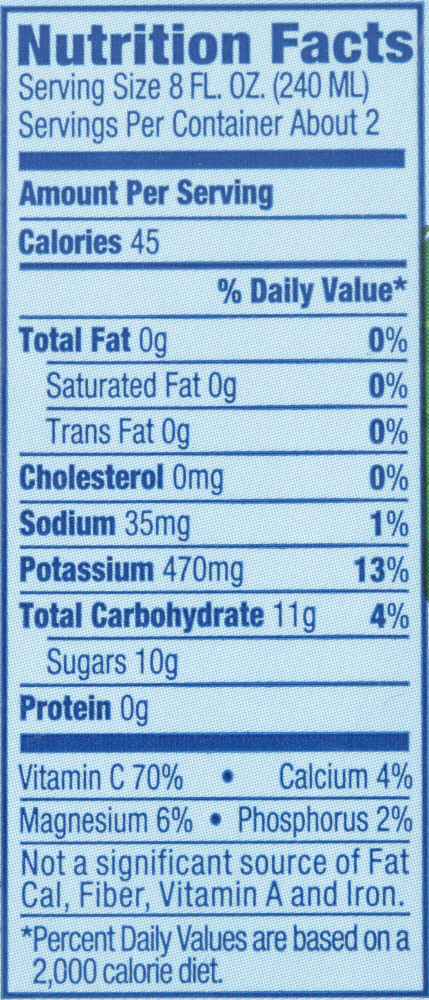 Nutrition Facts
Serving Size 8 FL. OZ. (240 ML)
Servings Per Container About 2
Amount Per Serving
Calories 45
% Daily Value*
Total Fat 0g 0%
Saturated Fat 0g 0%
Trans Fat 0g 0%
Cholesterol 0mg 0%
Sodium 35mg 1%
Potassium 470mg 13%
Total Carbohydrate 11g 4%
Sugars 10g
Protein 0g
Vitamin C 70% • Calcium 4%
Magnesium 6% • Phosphorus 2%
Not a significant source of Fat
Cal, Fiber, Vitamin A and Iron.
*Percent Daily Values are based on a
2,000 calorie diet.